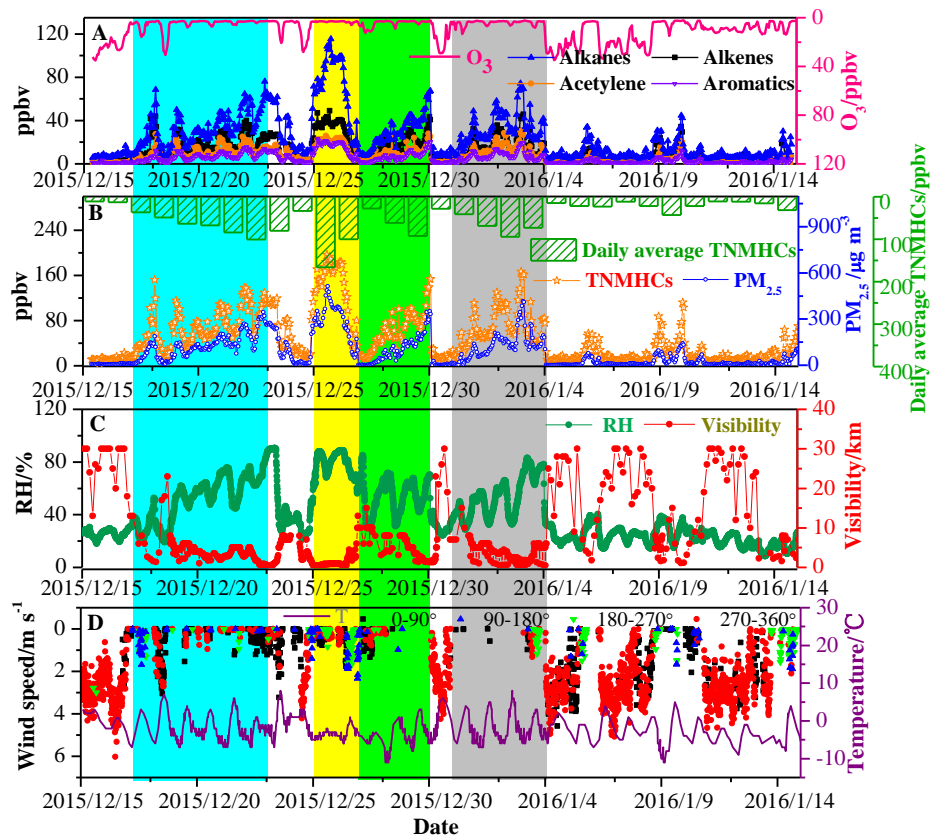 A
120
80
40
0
ppbv
O3
Alkanes
Alkenes
Acetylene
Aromatics
0
40
80
120
O3/ppbv
2015/12/15
2015/12/20
2015/12/25
2015/12/30
2016/1/4
2016/1/9
2016/1/14
B
240
160
80
0
ppbv
Daily average TNMHCs
TNMHCs
PM2.5
900
600
300
0
PM2.5/μg m-3
0
100
200
300
400
Daily average TNMHCs/ppbv
2015/12/15
2015/12/20
2015/12/25
2015/12/30
2016/1/4
2016/1/9
2016/1/14
C
120
80
40
0
RH/%
RH
Visibility
40
30
20
10
0
Visibility/km
2015/12/15
2015/12/20
2015/12/25
2015/12/30
2016/1/4
2016/1/9
2016/1/14
D
0
2
4
6
Wind speed/m s-1
T
0-90°
90-180°
180-270°
270-360°
30
20
10
0
-10
Temperature/℃
2015/12/15
2015/12/20
2015/12/25
2015/12/30
2016/1/4
2016/1/9
2016/1/14
Date